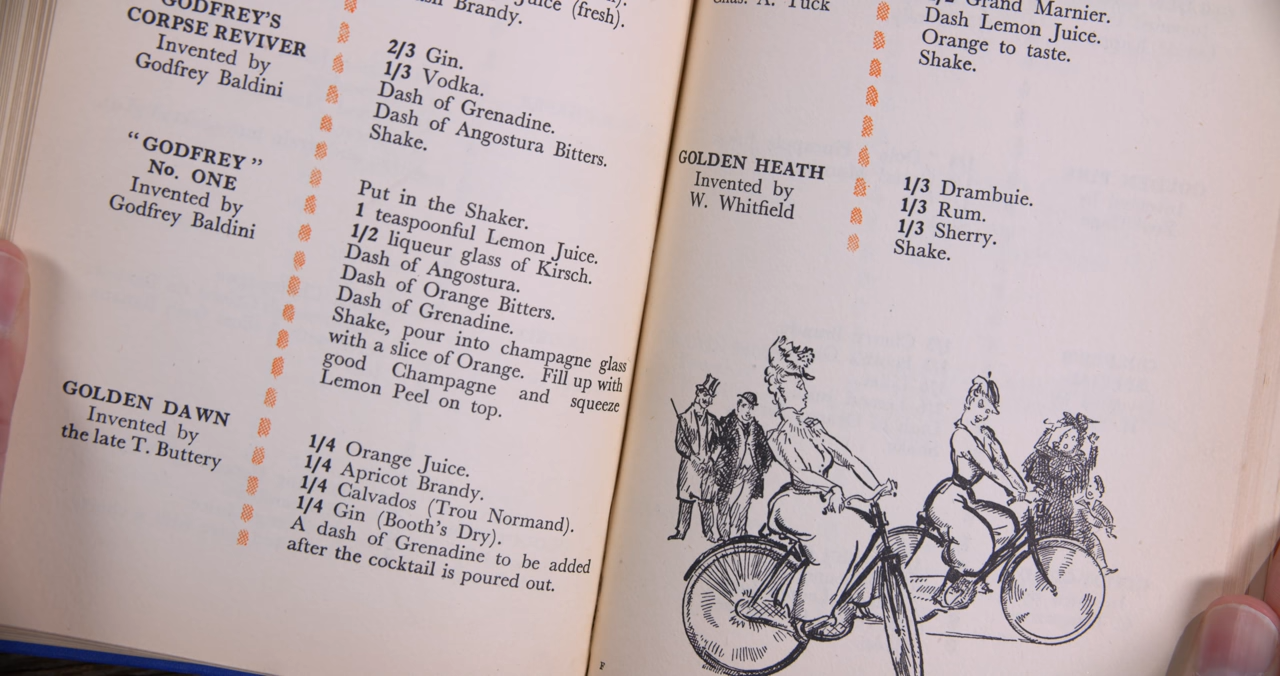 Juice (fresh).
Brandy.
GODFREY'S
CORPSE REVIVER
Invented by
Godfrey Baldini
2/3 Gin.
1/3 Vodka.
Dash of Grenadine.
Dash of Angostura Bitters.
Shake.
“GODFREY”
No. ONE
Invented by
Godfrey Baldini
Put in the Shaker.
1 teaspoonful Lemon Juice.
1/2 liqueur glass of Kirsch.
Dash of Angostura.
Dash of Orange Bitters.
Dash of Grenadine.
Shake, pour into champagne glass
with a slice of Orange. Fill up with
good Champagne and squeeze
Lemon Peel on top.
GOLDEN DAWN
Invented by
the late T. Buttery
1/4 Orange Juice.
1/4 Apricot Brandy.
1/4 Calvados (Trou Normand).
1/4 Gin (Booth's Dry).
A dash of Grenadine to be added
after the cocktail is poured out.
F
Chas. A. Tuck
Grand Marnier.
Dash Lemon Juice.
Orange to taste.
Shake.
GOLDEN HEATH
Invented by
W. Whitfield
1/3 Drambuie.
1/3 Rum.
1/3 Sherry.
Shake.